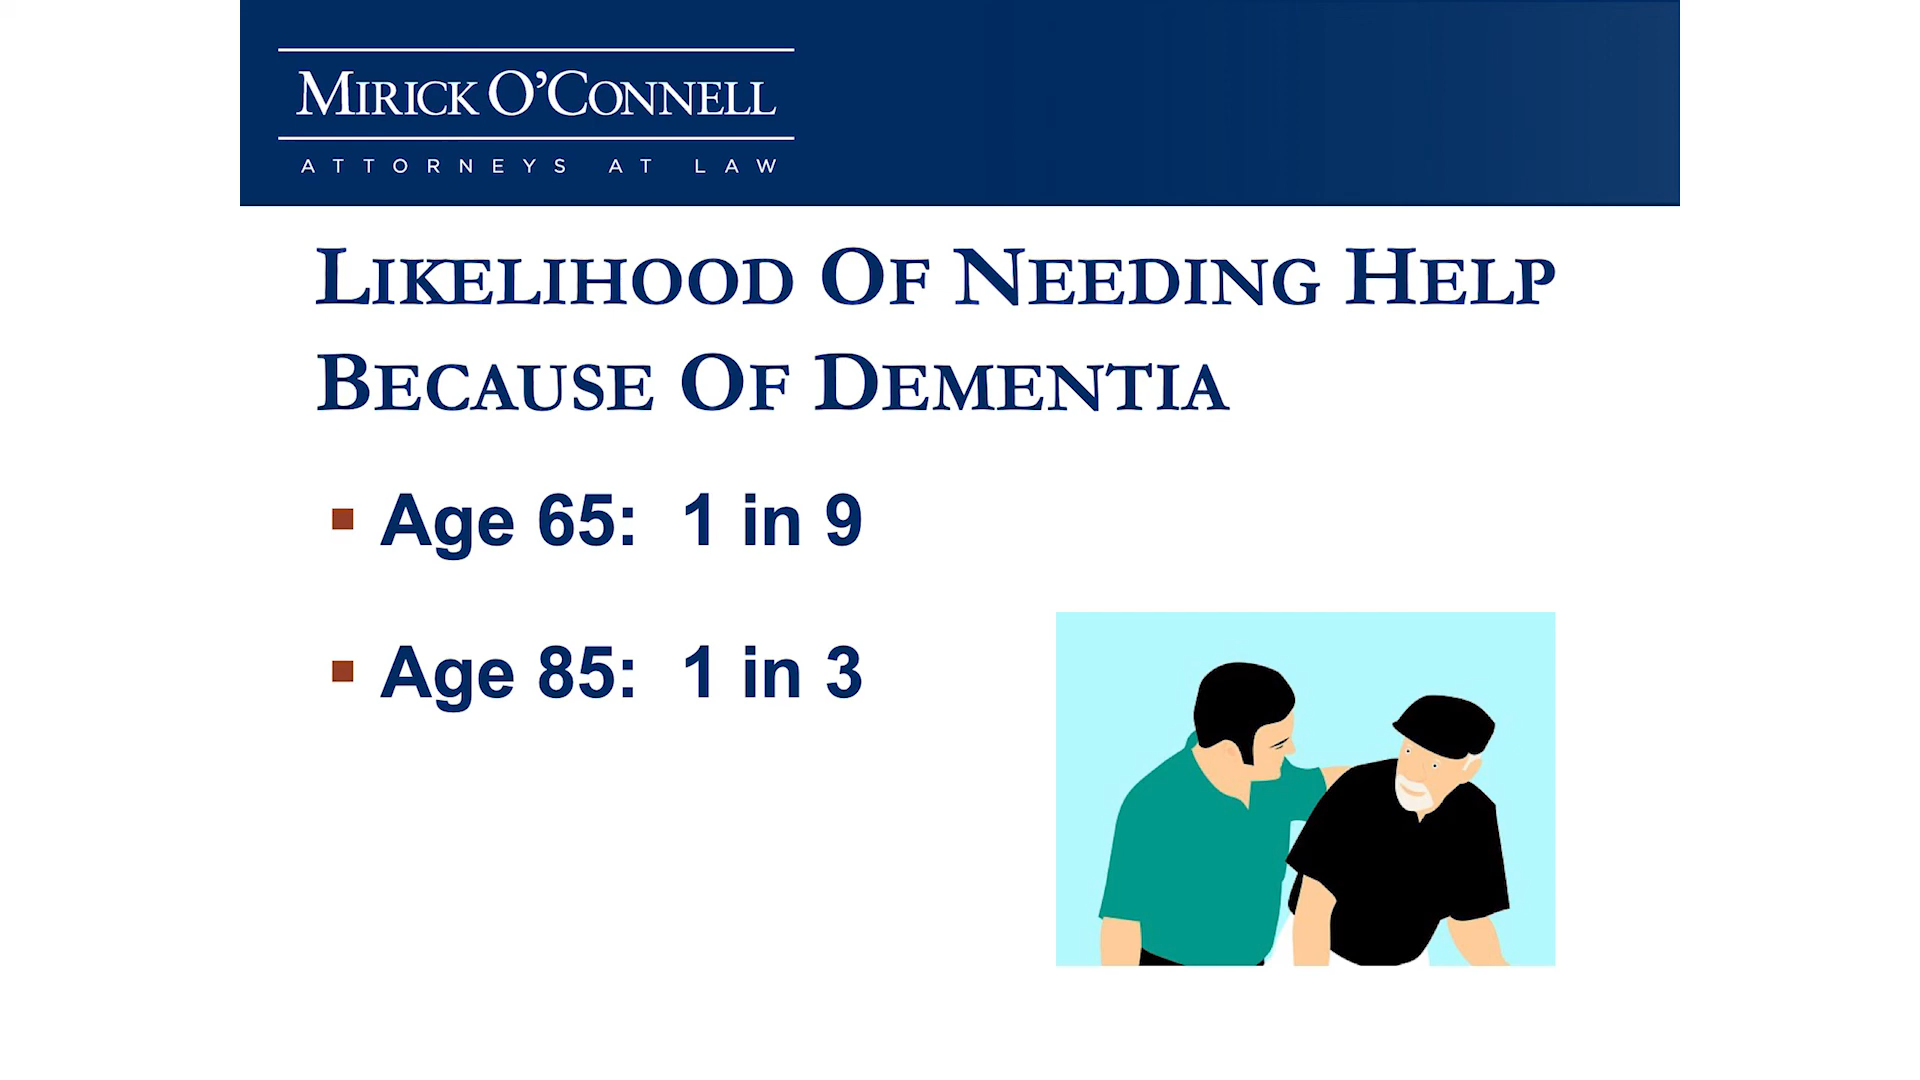 MIRICK O'CONNELL
ATTORNEYS AT LAW
LIKELIHOOD OF NEEDING HELP
BECAUSE OF DEMENTIA
▪ Age 65: 1 in 9
▪ Age 85: 1 in 3